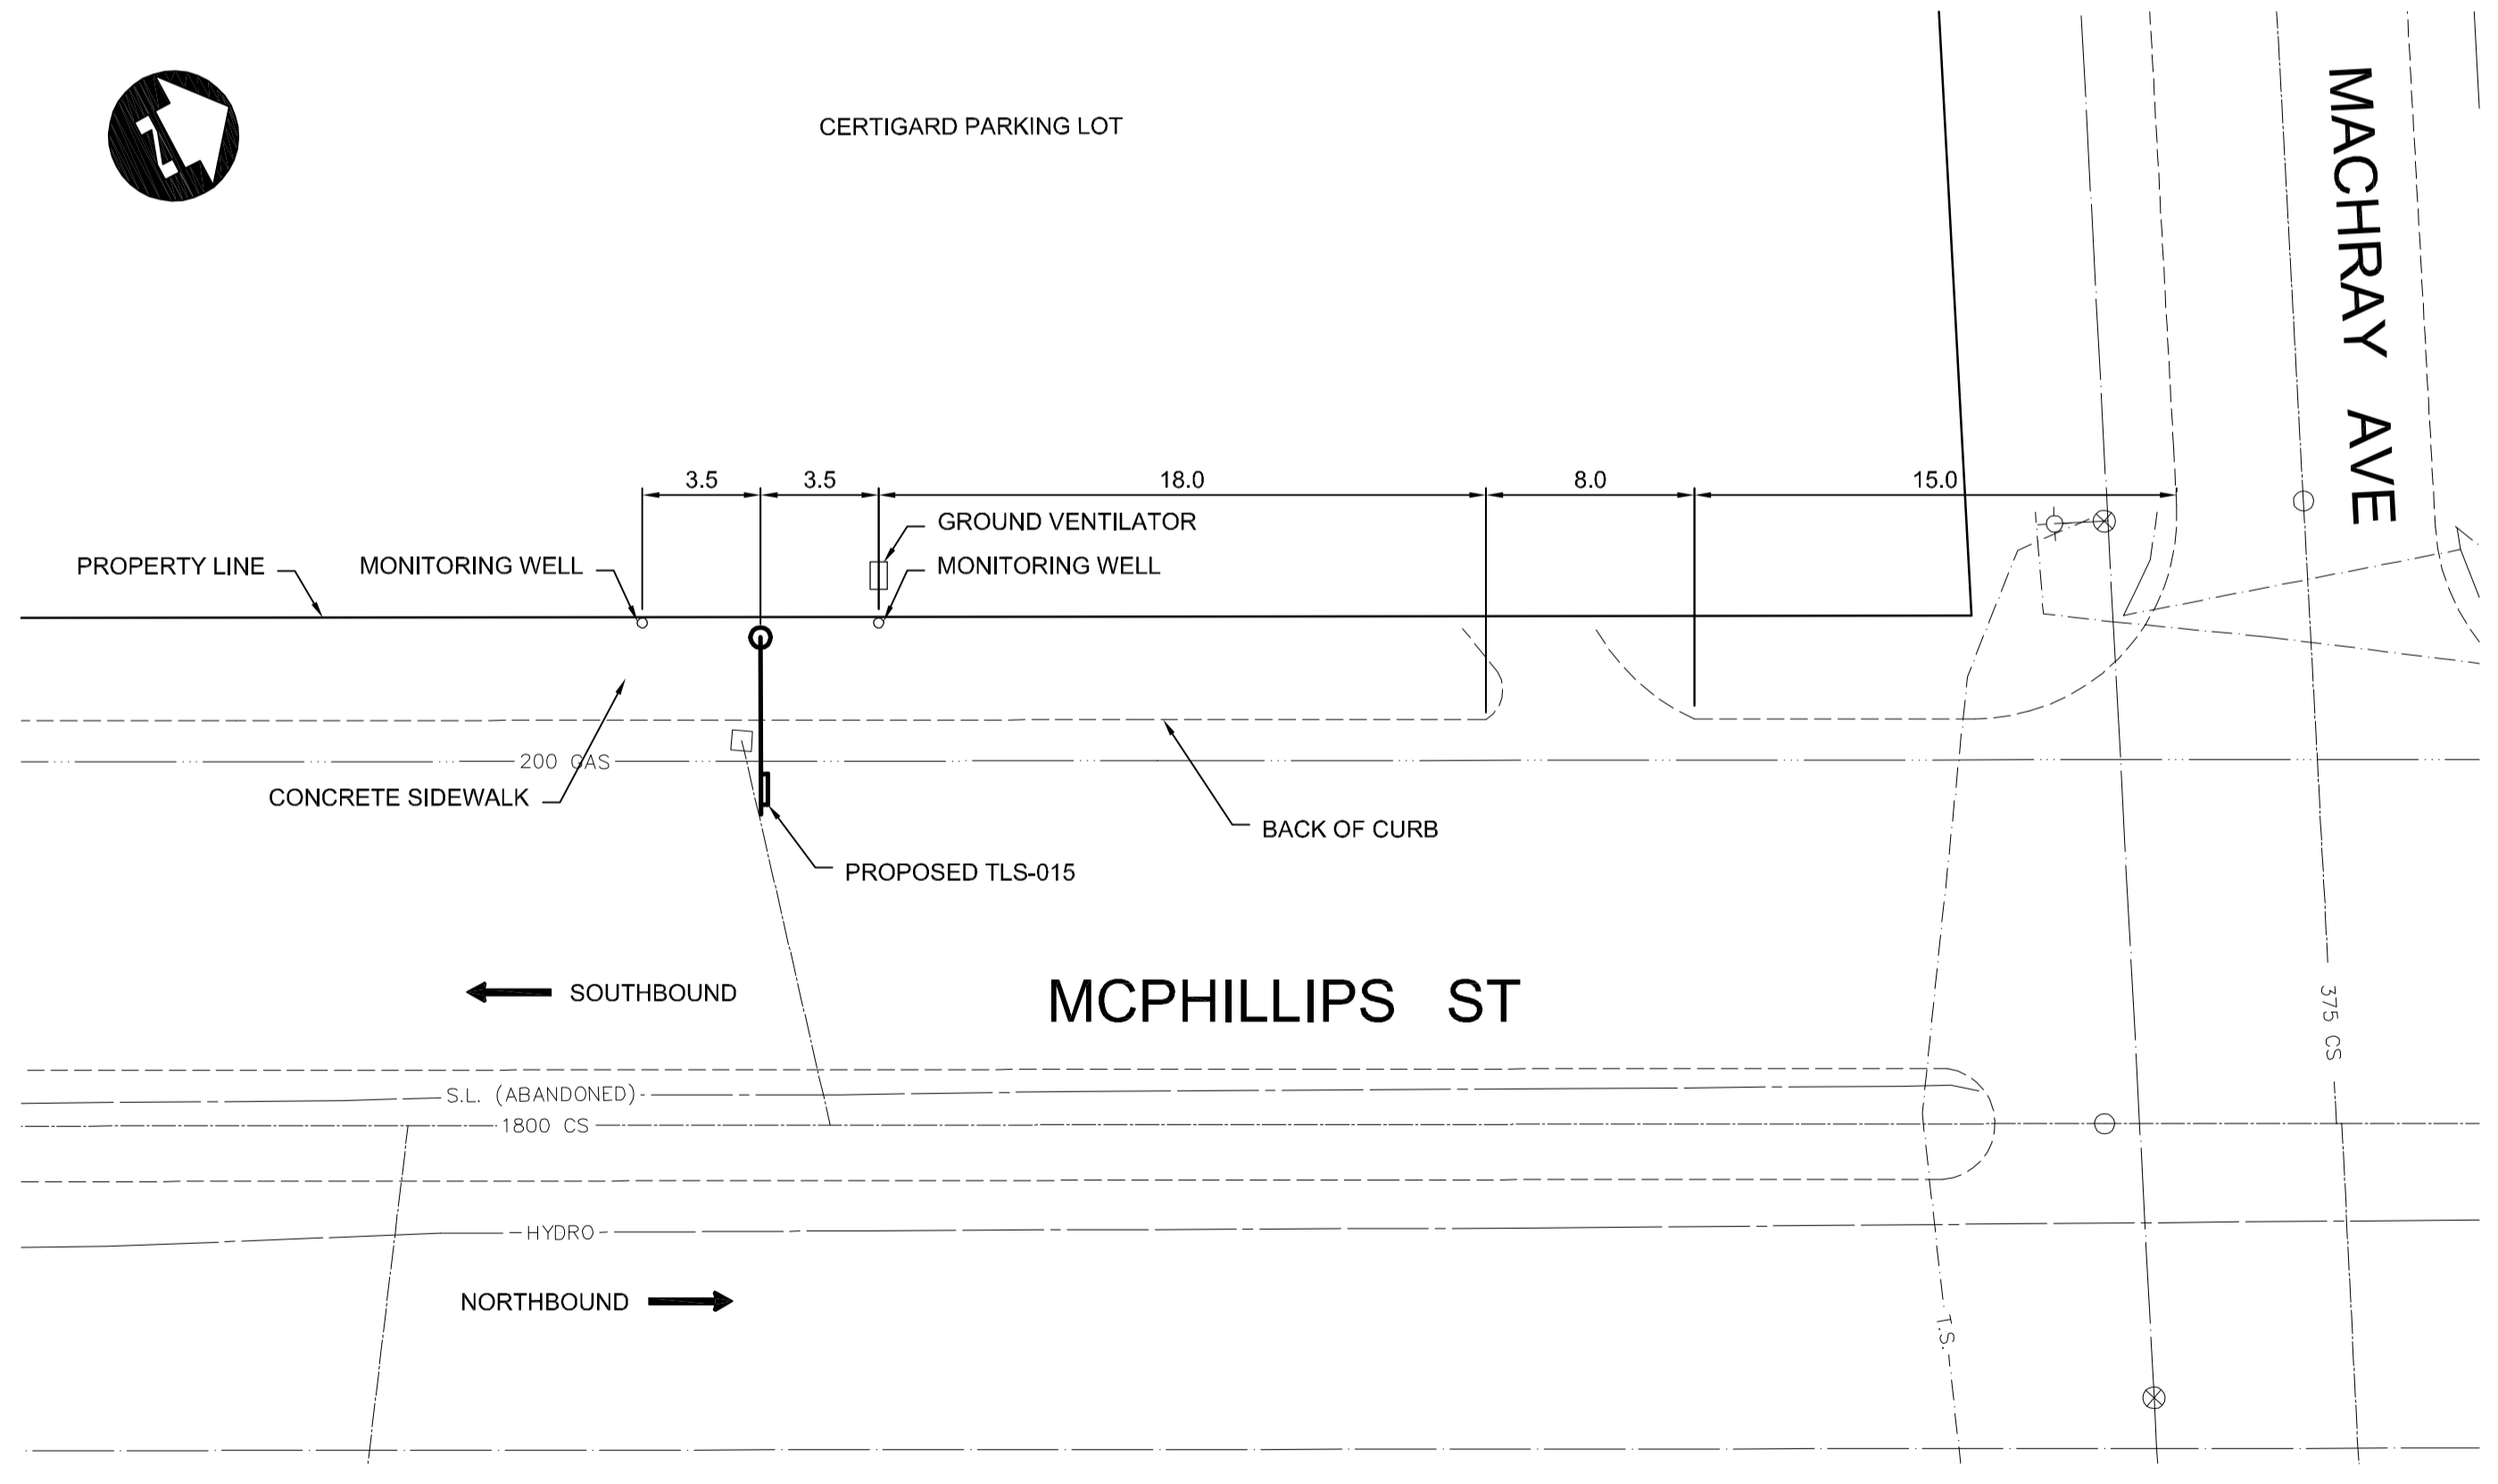 N
CERTIGARD PARKING LOT
MACHRAY AVE
3.5
3.5
18.0
8.0
15.0
GROUND VENTILATOR
PROPERTY LINE
MONITORING WELL
MONITORING WELL
200 GAS
CONCRETE SIDEWALK
BACK OF CURB
PROPOSED TLS-015
SOUTHBOUND
MCPHILLIPS ST
375 CS
S.L. (ABANDONED)
1800 CS
HYDRO
NORTHBOUND
T.S.